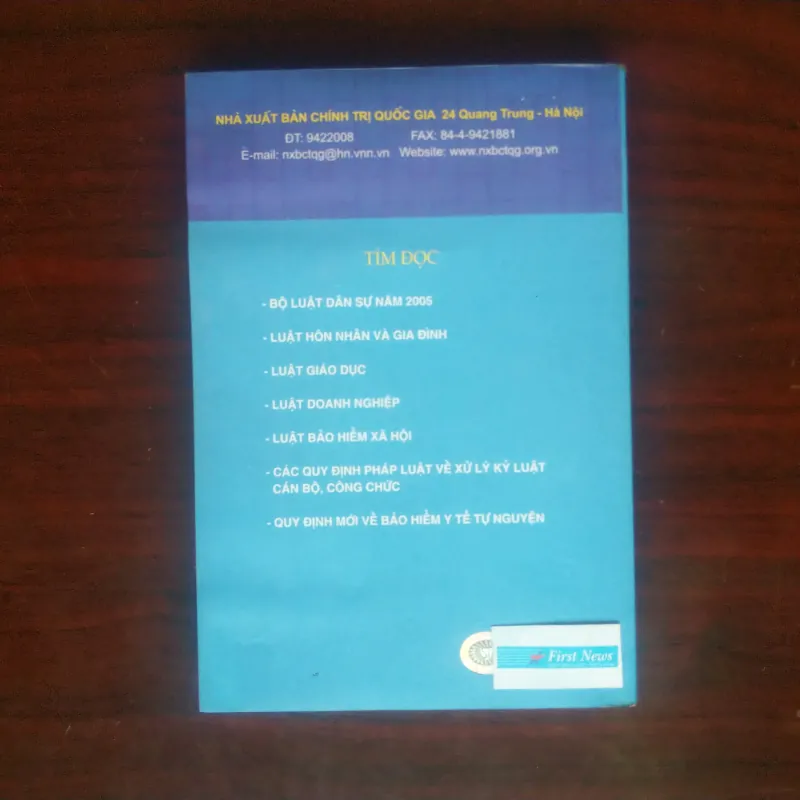 NHÀ XUẤT BẢN CHÍNH TRỊ QUỐC GIA 24 Quang Trung - Hà Nội
ĐT: 9422008 FAX: 84-4-9421881
E-mail: nxbctqg@hn.vnn.vn Website: www.nxbctqg.org.vn
TÌM ĐỌC
- BỘ LUẬT DÂN SỰ NĂM 2005
- LUẬT HÔN NHÂN VÀ GIA ĐÌNH
- LUẬT GIÁO DỤC
- LUẬT DOANH NGHIỆP
- LUẬT BẢO HIỂM XÃ HỘI
- CÁC QUY ĐỊNH PHÁP LUẬT VỀ XỬ LÝ KỶ LUẬT
CÁN BỘ, CÔNG CHỨC
- QUY ĐỊNH MỚI VỀ BẢO HIỂM Y TẾ TỰ NGUYỆN
First News